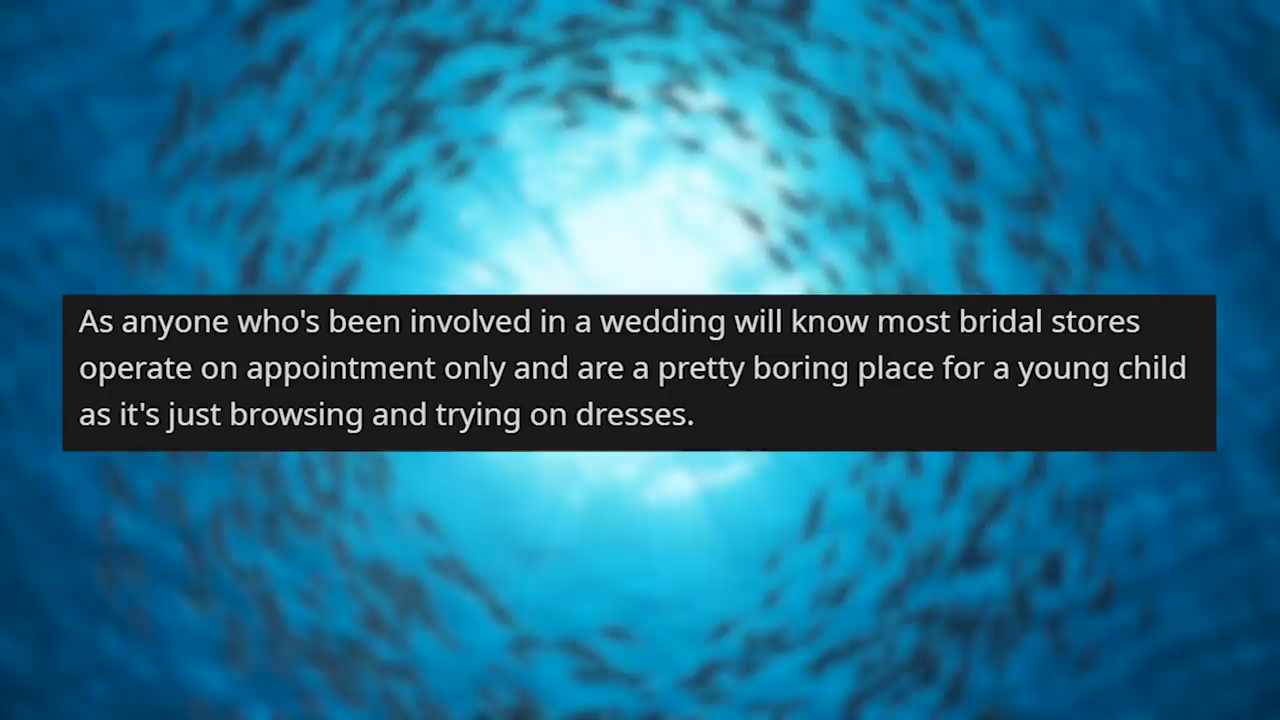 As anyone who's been involved in a wedding will know most bridal stores
operate on appointment only and are a pretty boring place for a young child
as it's just browsing and trying on dresses.